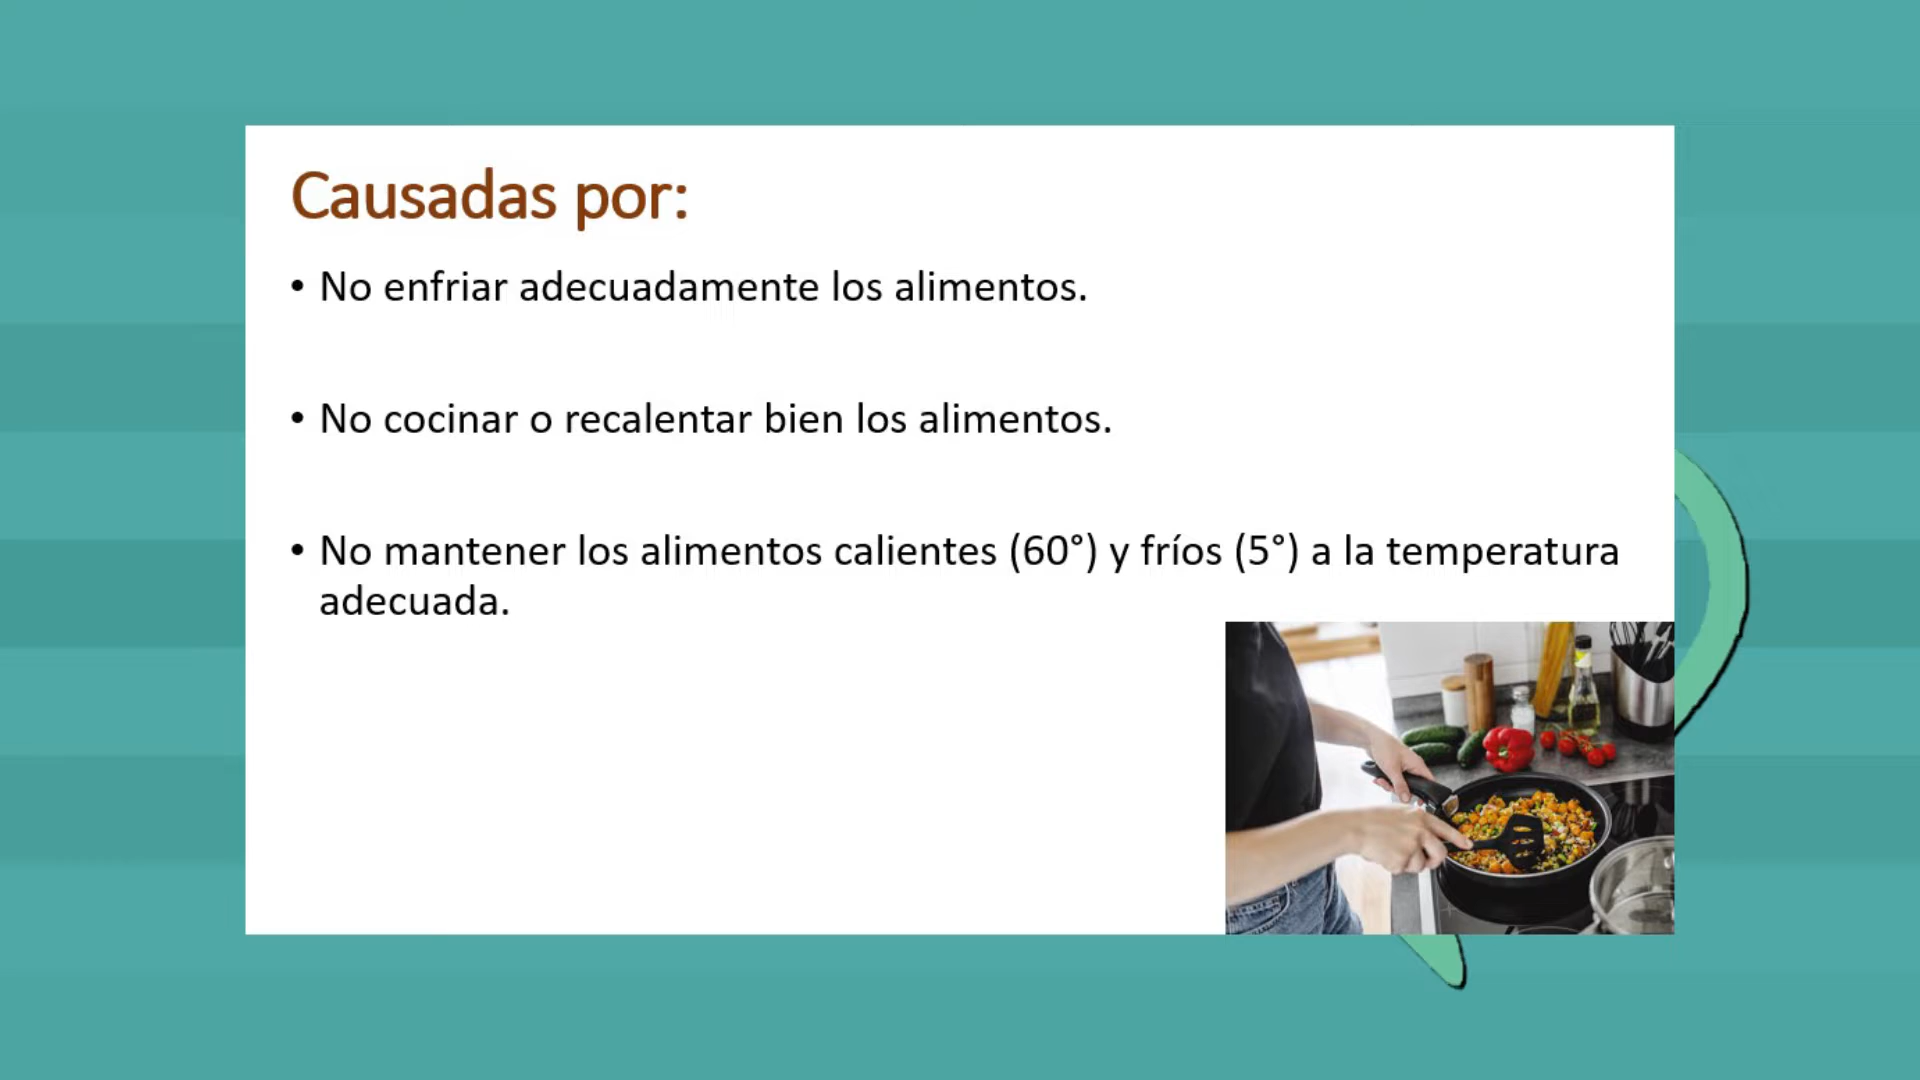 Causadas por:
• No enfriar adecuadamente los alimentos.
• No cocinar o recalentar bien los alimentos.
• No mantener los alimentos calientes (60°) y fríos (5°) a la temperatura
adecuada.